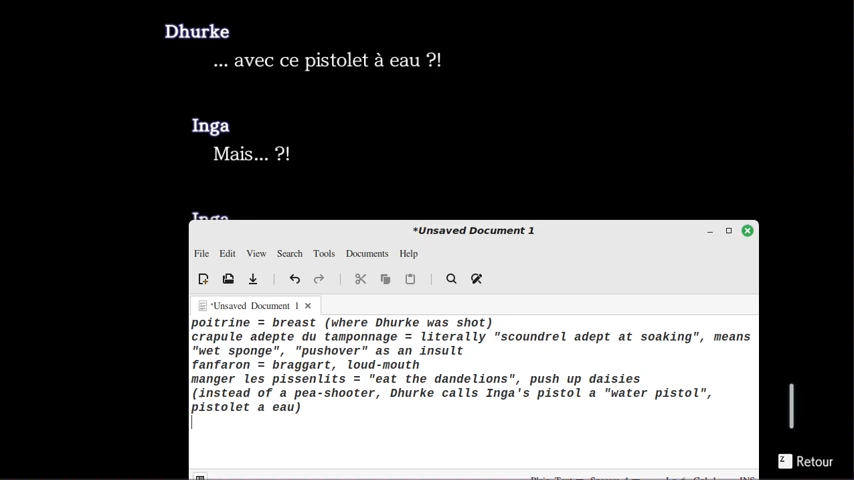 Dhurke
... avec ce pistolet à eau ?!
Inga
Mais... ?!
Inga
*Unsaved Document 1
File Edit View Search Tools Documents Help
*Unsaved Document 1
poitrine = breast (where Dhurke was shot)
crapule adepte du tamponnage = literally "scoundrel adept at soaking", means
"wet sponge", "pushover" as an insult
fanfaron = braggart, loud-mouth
manger les pissenlits = "eat the dandelions", push up daisies
(instead of a pea-shooter, Dhurke calls Inga's pistol a "water pistol",
pistolet a eau)
Z Retour